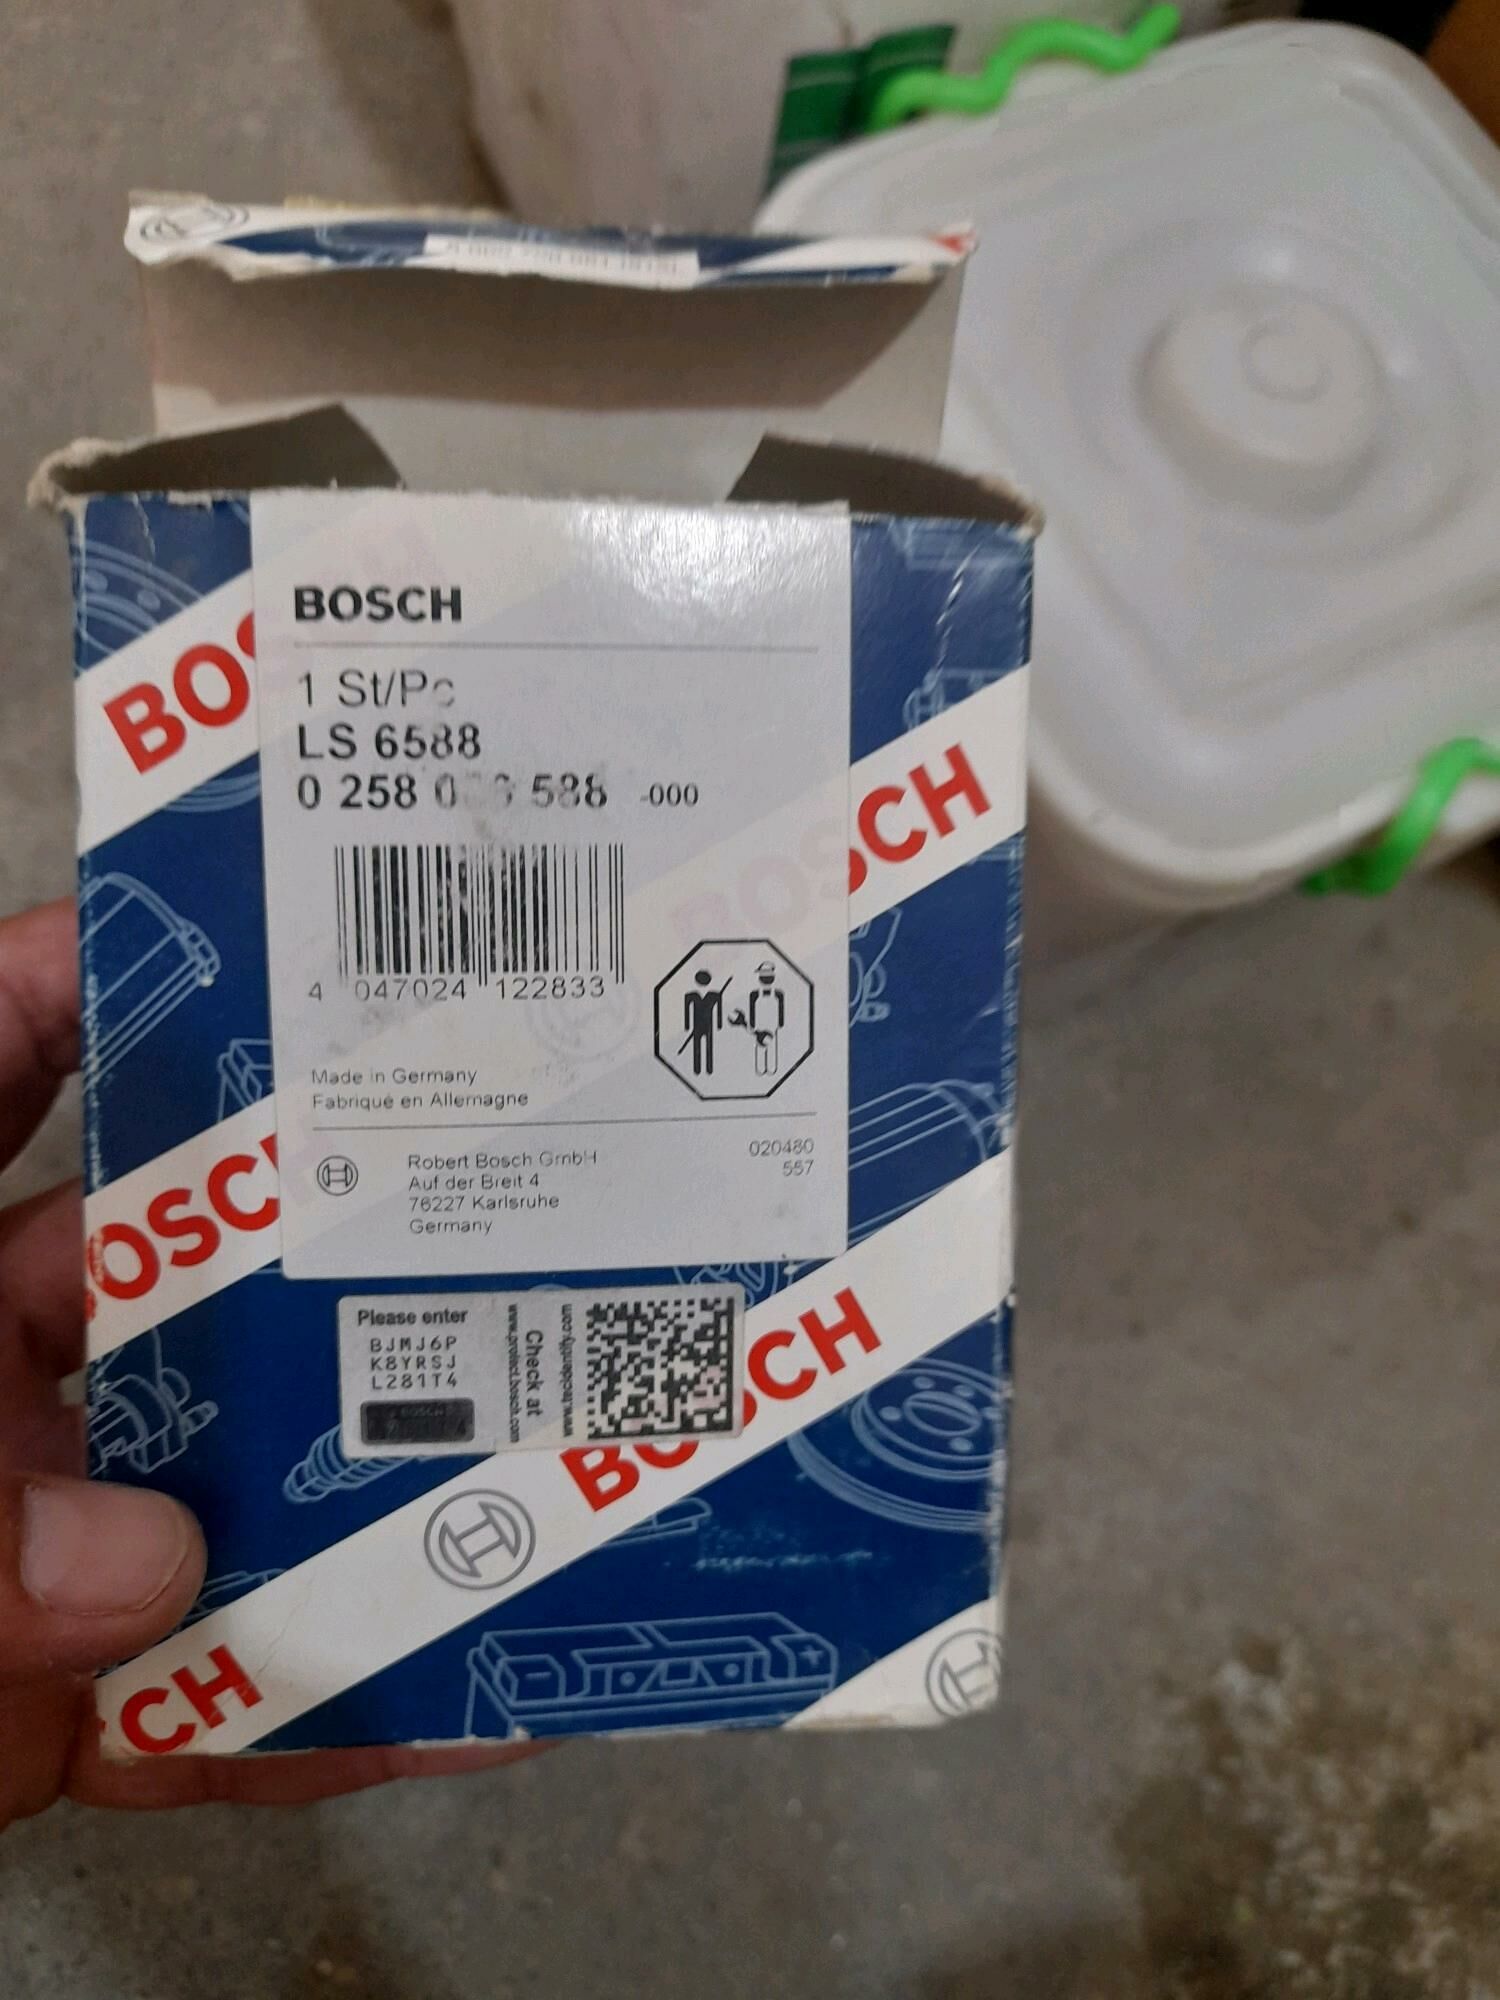 BOSCH
1 St/Pc
LS 6588
-000
4 047024 122833
Made in Germany
Fabriqué en Allemagne
Robert Bosch GmbH
Auf der Breit 4
76227 Karlsruhe
Germany
020480
557
Please enter
BJMJ6P
K8YRSJ
L281T4
Check at
www.protect.bosch.com
www.tecidentify.com
BOSCH
BOSCH
BOSCH
BOSCH